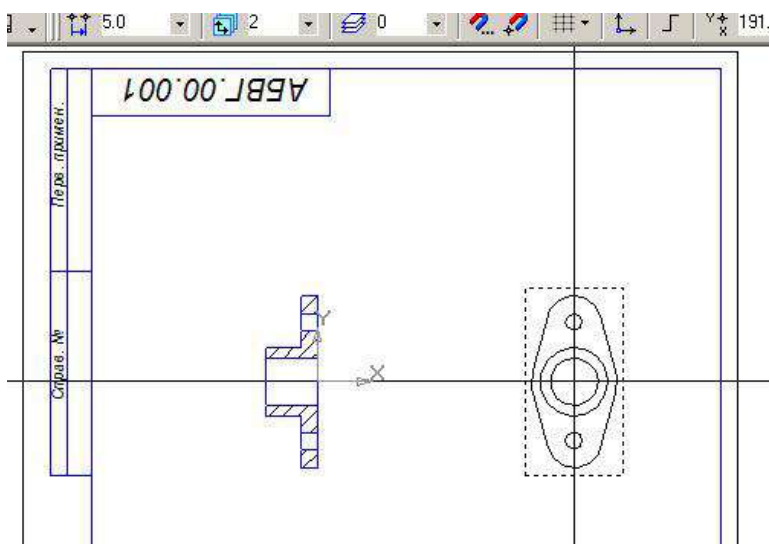 5.0 2 0 191.
АБВГ.00.001
Перв. примен.
Справ. №
Y
X